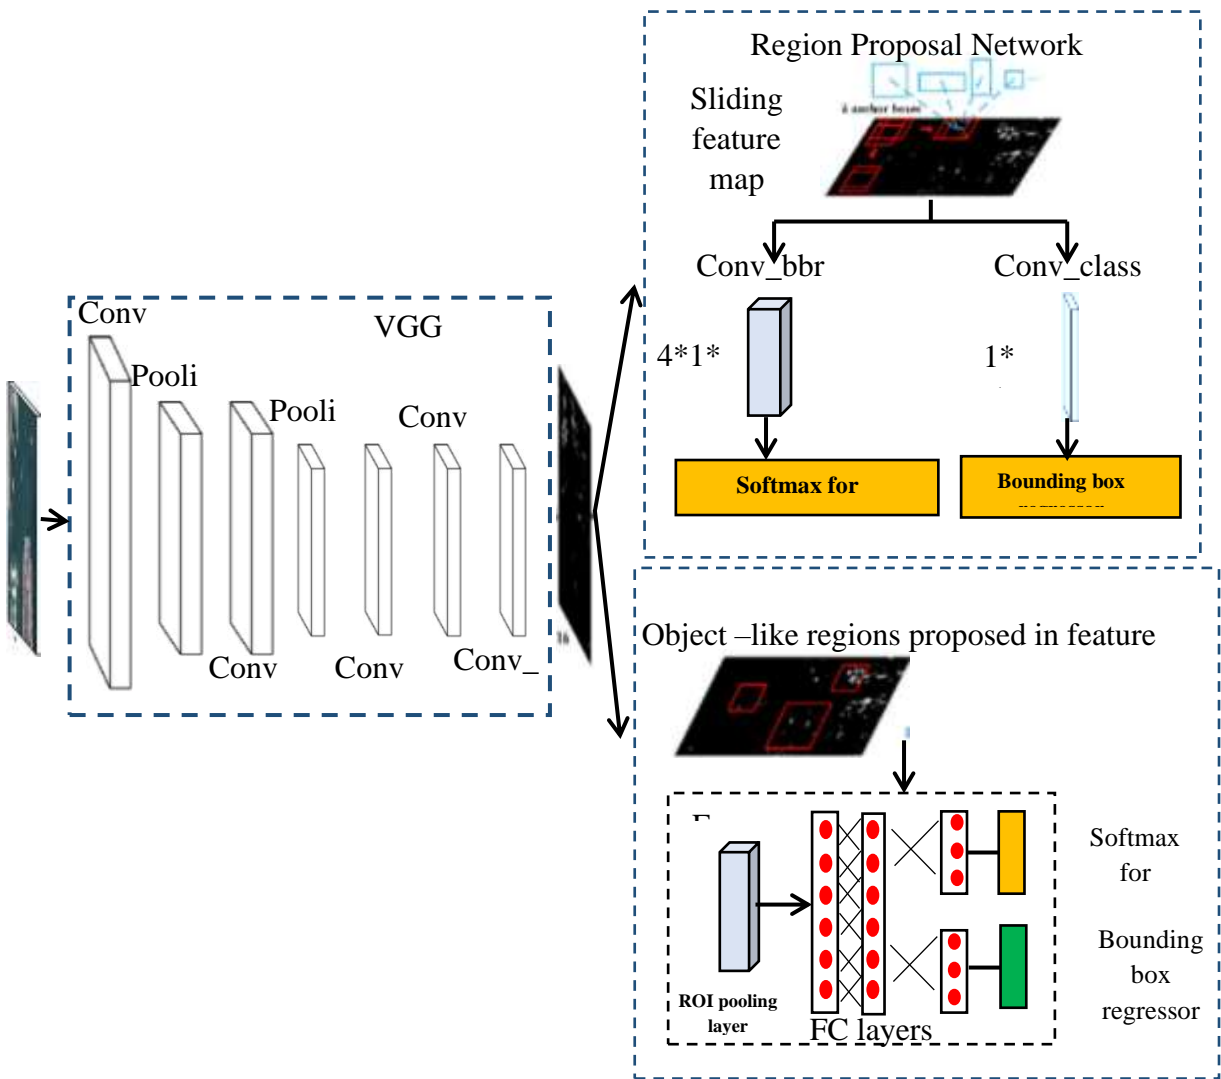 Region Proposal Network
Sliding
feature
map
Conv_bbr
Conv_class
4*1*
1*
Softmax for
Bounding box
Conv
VGG
Pooli
Pooli
Conv
Conv
Conv
Conv_
16
Object –like regions proposed in feature
ROI pooling
layer
FC layers
Softmax
for
Bounding
box
regressor